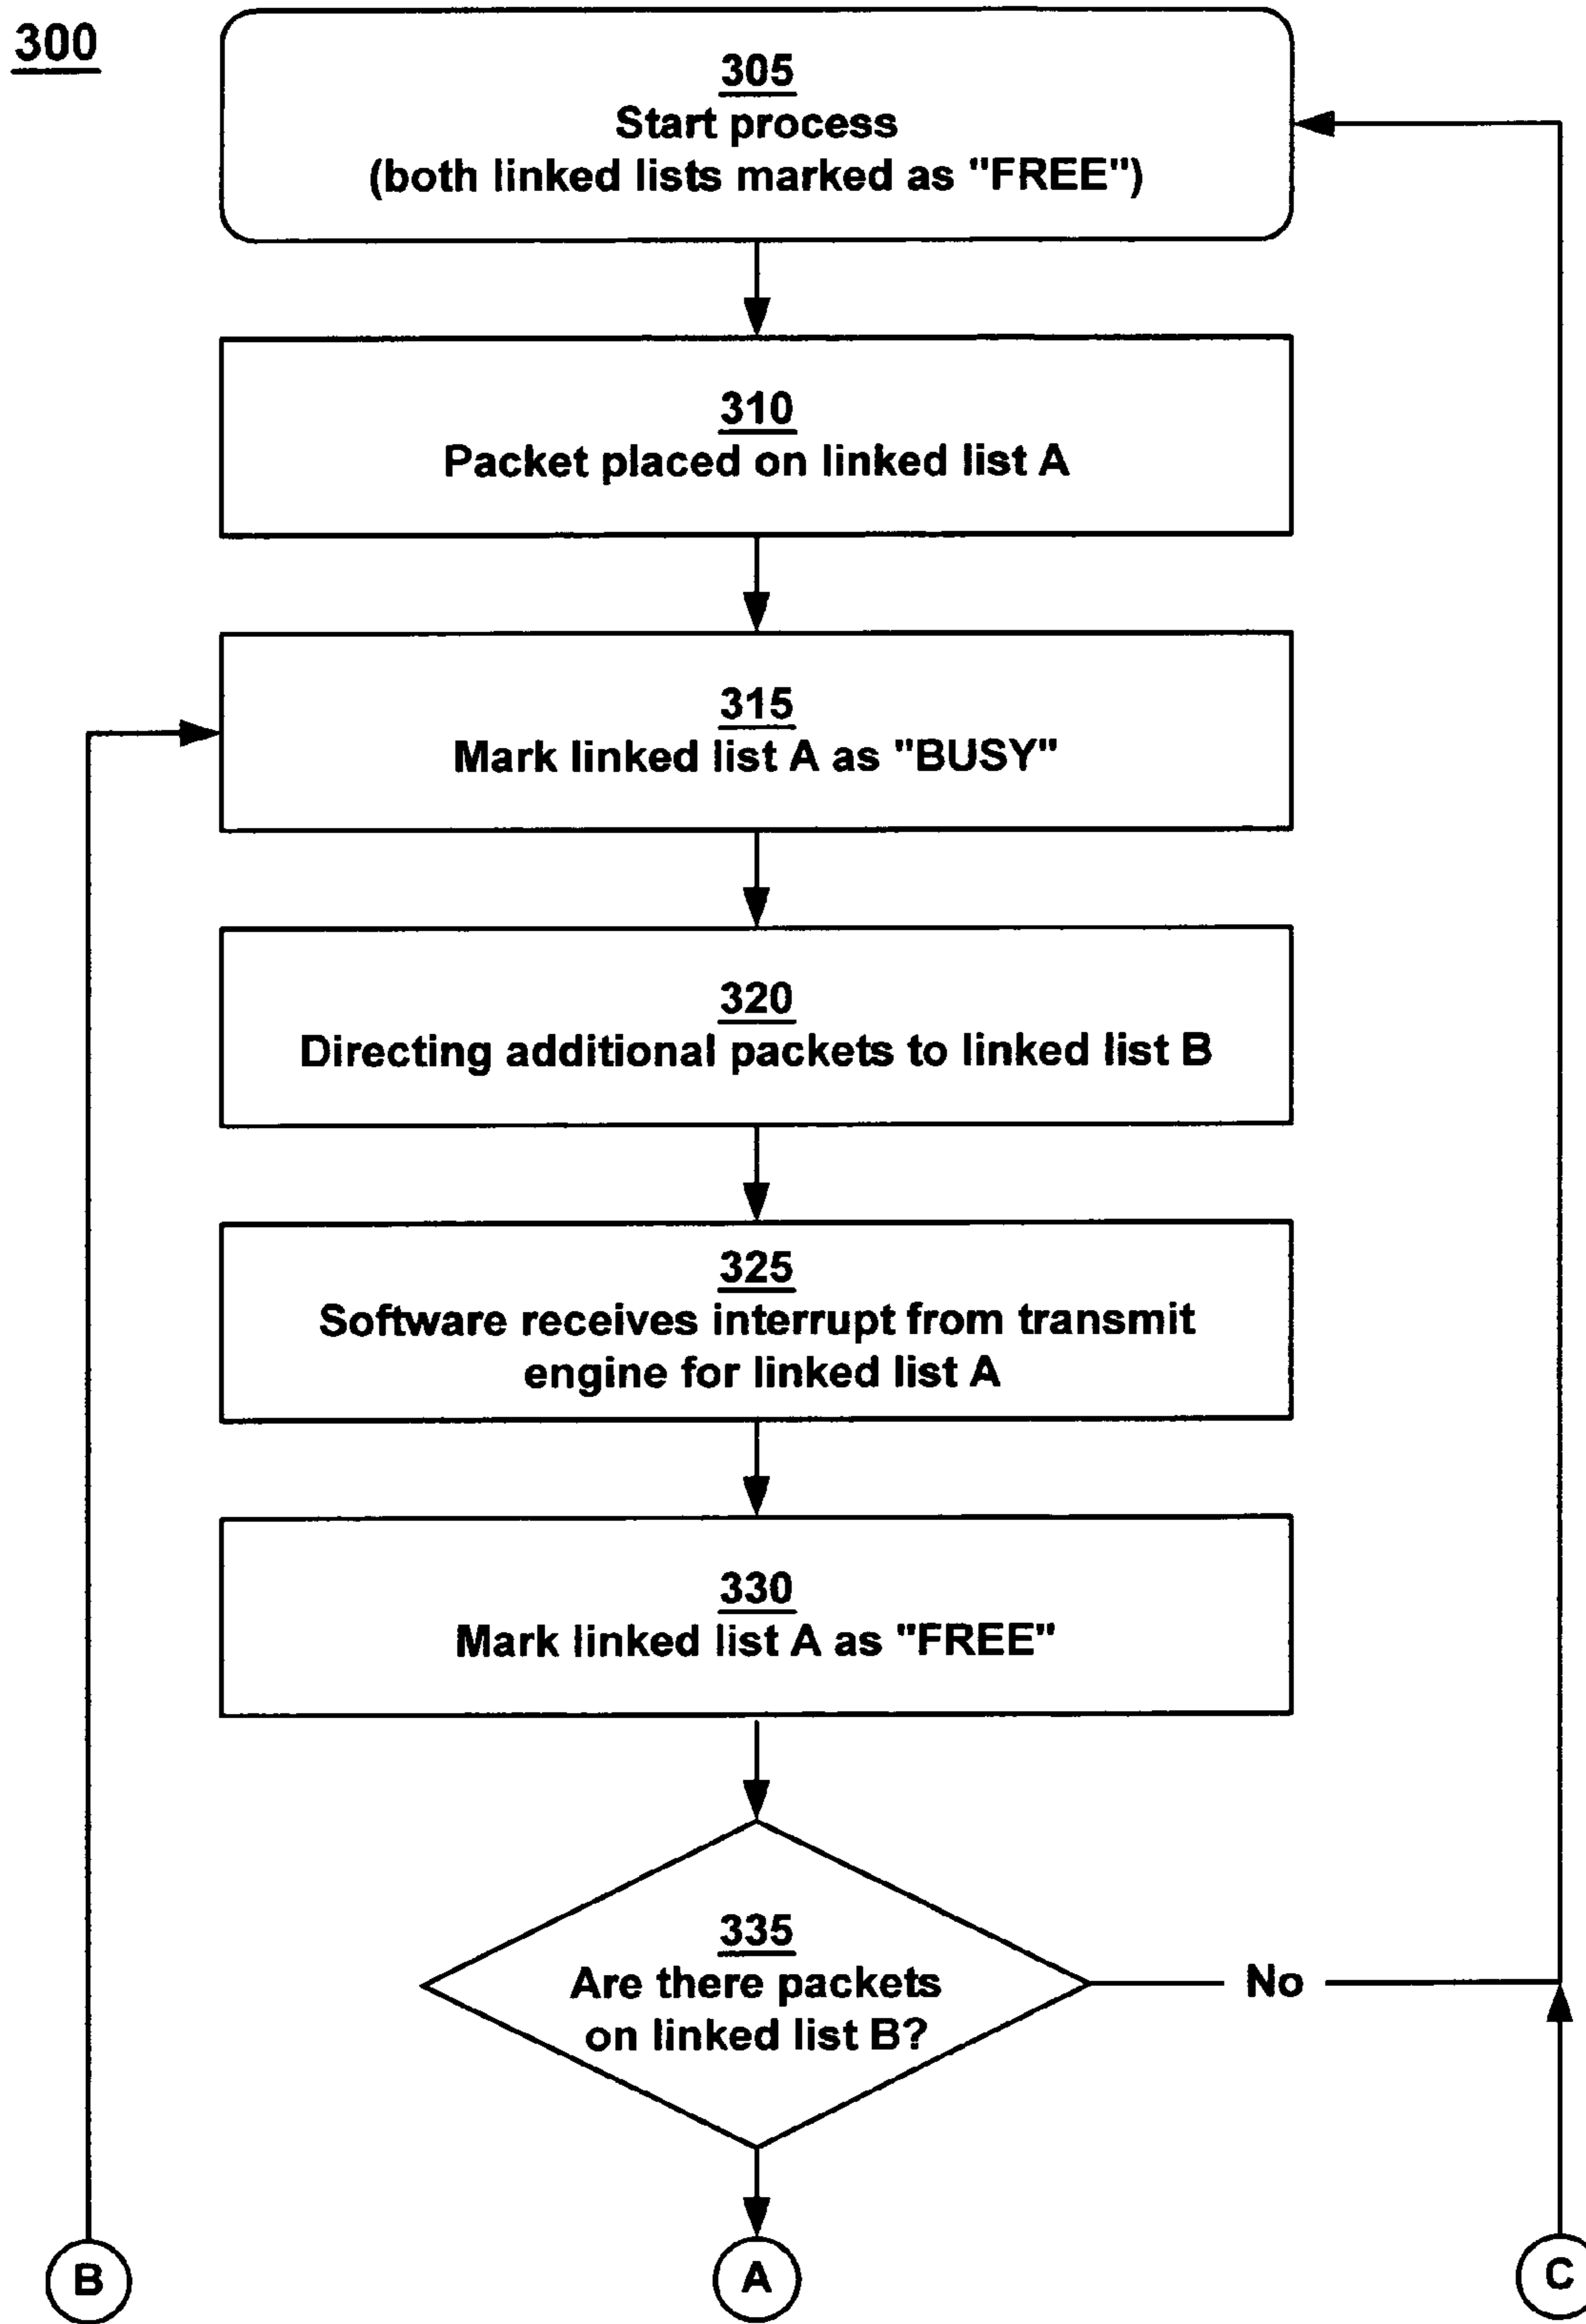 300
305
Start process
(both linked lists marked as "FREE")
310
Packet placed on linked list A
315
Mark linked list A as "BUSY"
320
Directing additional packets to linked list B
325
Software receives interrupt from transmit
engine for linked list A
330
Mark linked list A as "FREE"
335
Are there packets
on linked list B?
No
B
A
C